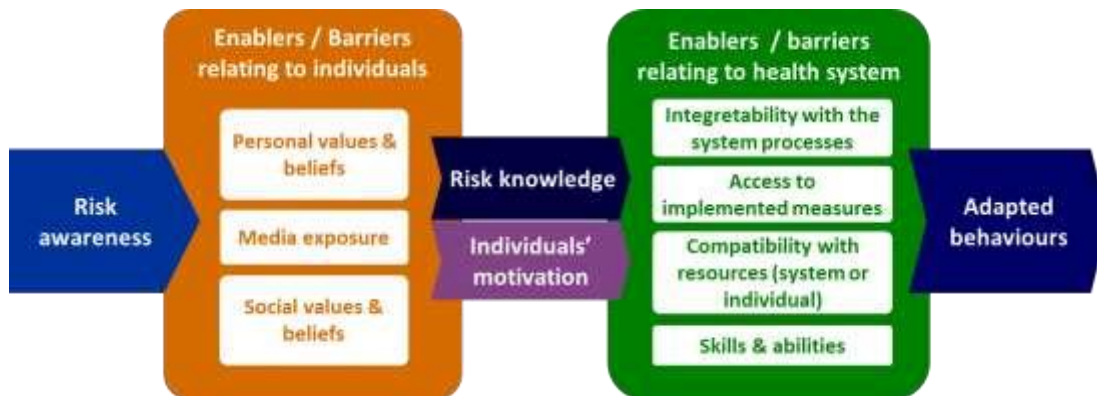 Risk
awareness
Enablers / Barriers
relating to individuals
Personal values &
beliefs
Media exposure
Social values &
beliefs
Risk knowledge
Individuals'
motivation
Enablers / barriers
relating to health system
Integretability with the
system processes
Access to
implemented measures
Compatibility with
resources (system or
individual)
Skills & abilities
Adapted
behaviours